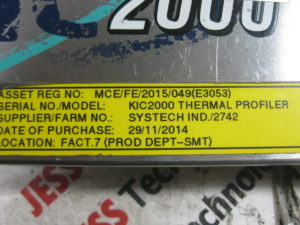 2000
ASSET REG NO: MCE/FE/2015/049(E3053)
SERIAL NO./MODEL: KIC2000 THERMAL PROFILER
SUPPLIER/FARM NO.: SYSTECH IND./2742
DATE OF PURCHASE: 29/11/2014
LOCATION: FACT.7 (PROD DEPT-SMT)